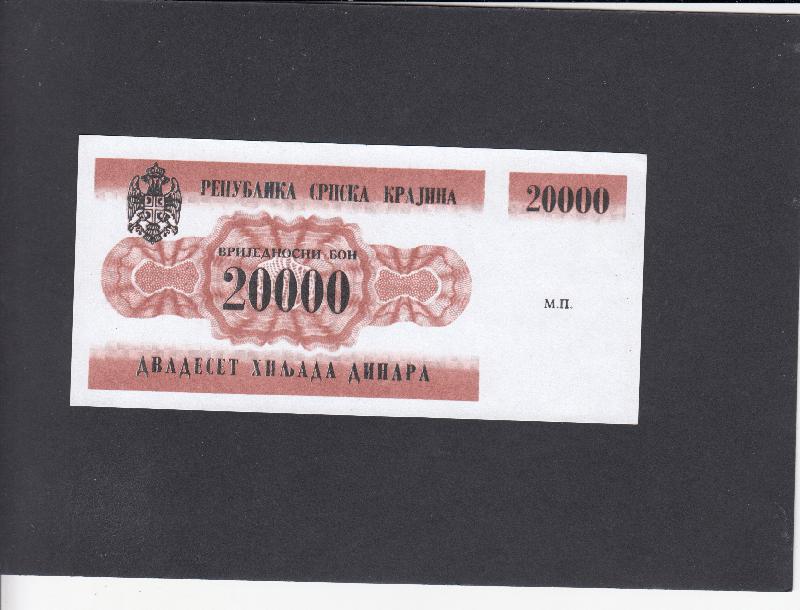 РЕПУБЛИКА СРПСКА КРАЈИНА
20000
ВРИЈЕДНОСНИ БОН
20000
М.П.
ДВАДЕСЕТ ХИЉАДА ДИНАРА